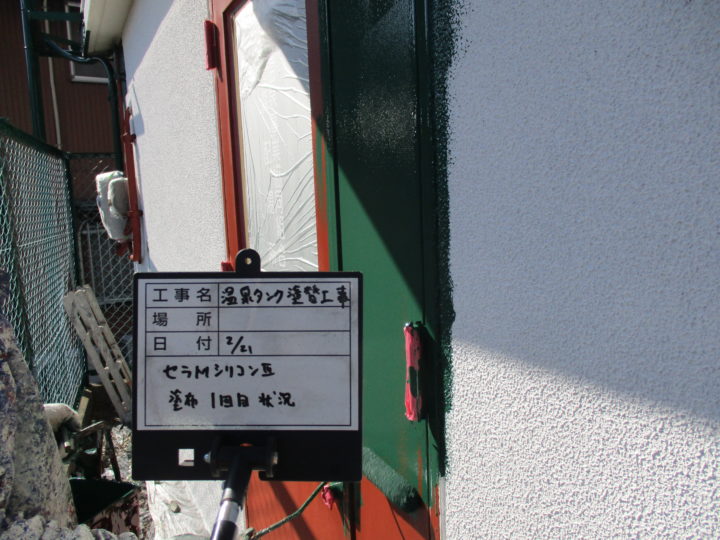 工事名 温泉タンク塗替工事
場所
日付 2/21
セラMシリコンⅢ
塗布 1回目 状況